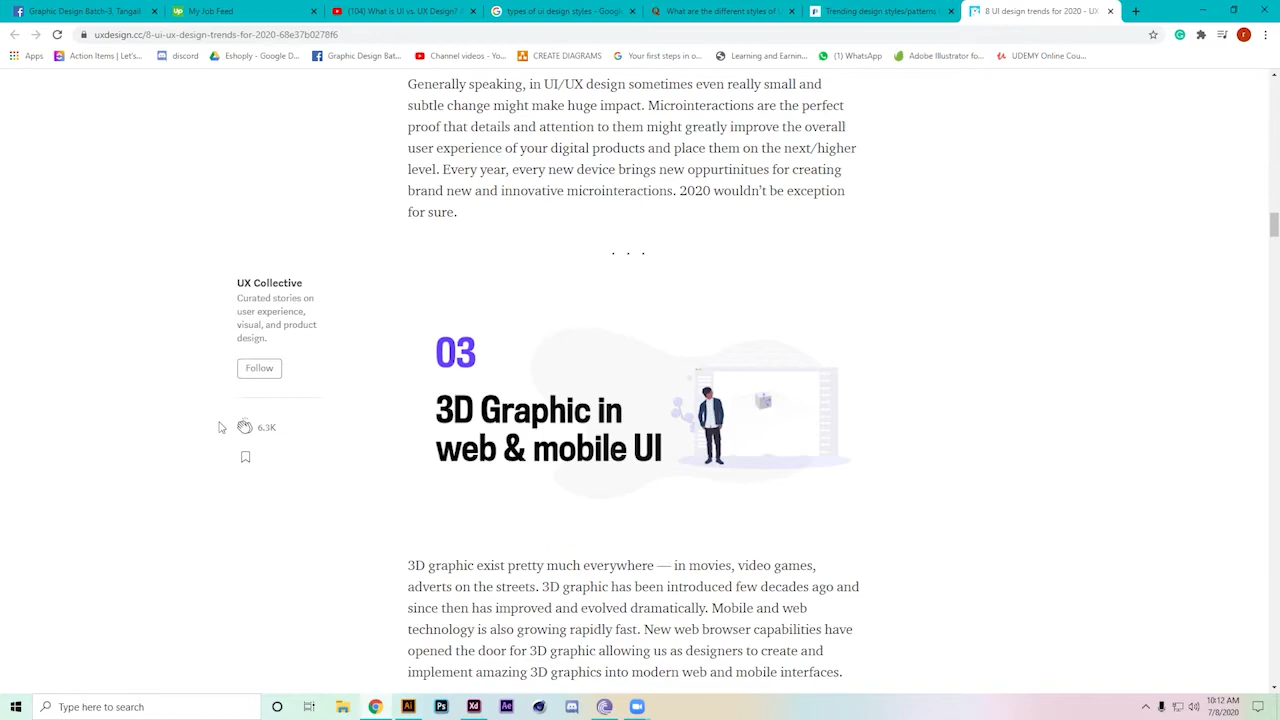 Graphic Design Batch-3, Tangail
My Job Feed
(104) What is UI vs. UX Design?
types of ui design styles - Google
What are the different styles of
Trending design styles/patterns
8 UI design trends for 2020 - UX
uxdesign.cc/8-ui-ux-design-trends-for-2020-68e37b0278f6
Apps
Action Items | Let's...
discord
Eshoply - Google D...
Graphic Design Bat...
Channel videos - Yo...
CREATE DIAGRAMS
Your first steps in o...
Learning and Earnin...
(1) WhatsApp
Adobe Illustrator fo...
UDEMY Online Cou...
Generally speaking, in UI/UX design sometimes even really small and
subtle change might make huge impact. Microinteractions are the perfect
proof that details and attention to them might greatly improve the overall
user experience of your digital products and place them on the next/higher
level. Every year, every new device brings new oppurtinitues for creating
brand new and innovative microinteractions. 2020 wouldn't be exception
for sure.
. . .
UX Collective
Curated stories on
user experience,
visual, and product
design.
Follow
6.3K
03
3D Graphic in
web & mobile UI
3D graphic exist pretty much everywhere — in movies, video games,
adverts on the streets. 3D graphic has been introduced few decades ago and
since then has improved and evolved dramatically. Mobile and web
technology is also growing rapidly fast. New web browser capabilities have
opened the door for 3D graphic allowing us as designers to create and
implement amazing 3D graphics into modern web and mobile interfaces.
Type here to search
Ai
Ps
Xd
Ae
10:12 AM
7/8/2020